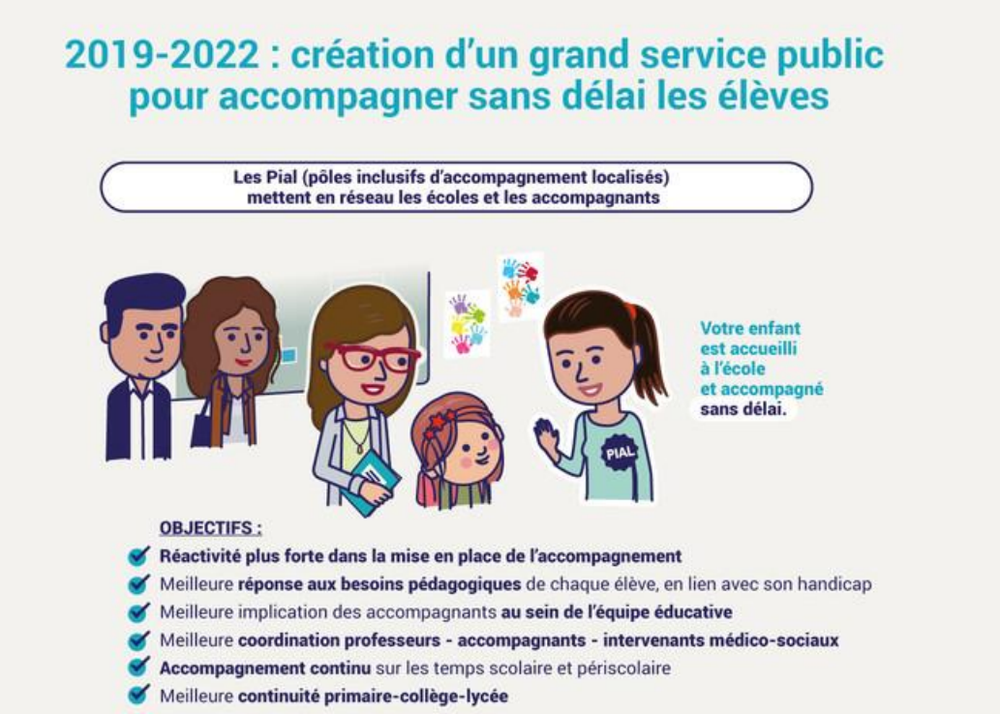 2019-2022 : création d'un grand service public
pour accompagner sans délai les élèves
Les Pial (pôles inclusifs d'accompagnement localisés)
mettent en réseau les écoles et les accompagnants
Votre enfant
est accueilli
à l'école
et accompagné
sans délai.
PIAL
OBJECTIFS :
Réactivité plus forte dans la mise en place de l'accompagnement
Meilleure réponse aux besoins pédagogiques de chaque élève, en lien avec son handicap
Meilleure implication des accompagnants au sein de l'équipe éducative
Meilleure coordination professeurs - accompagnants - intervenants médico-sociaux
Accompagnement continu sur les temps scolaire et périscolaire
Meilleure continuité primaire-collège-lycée